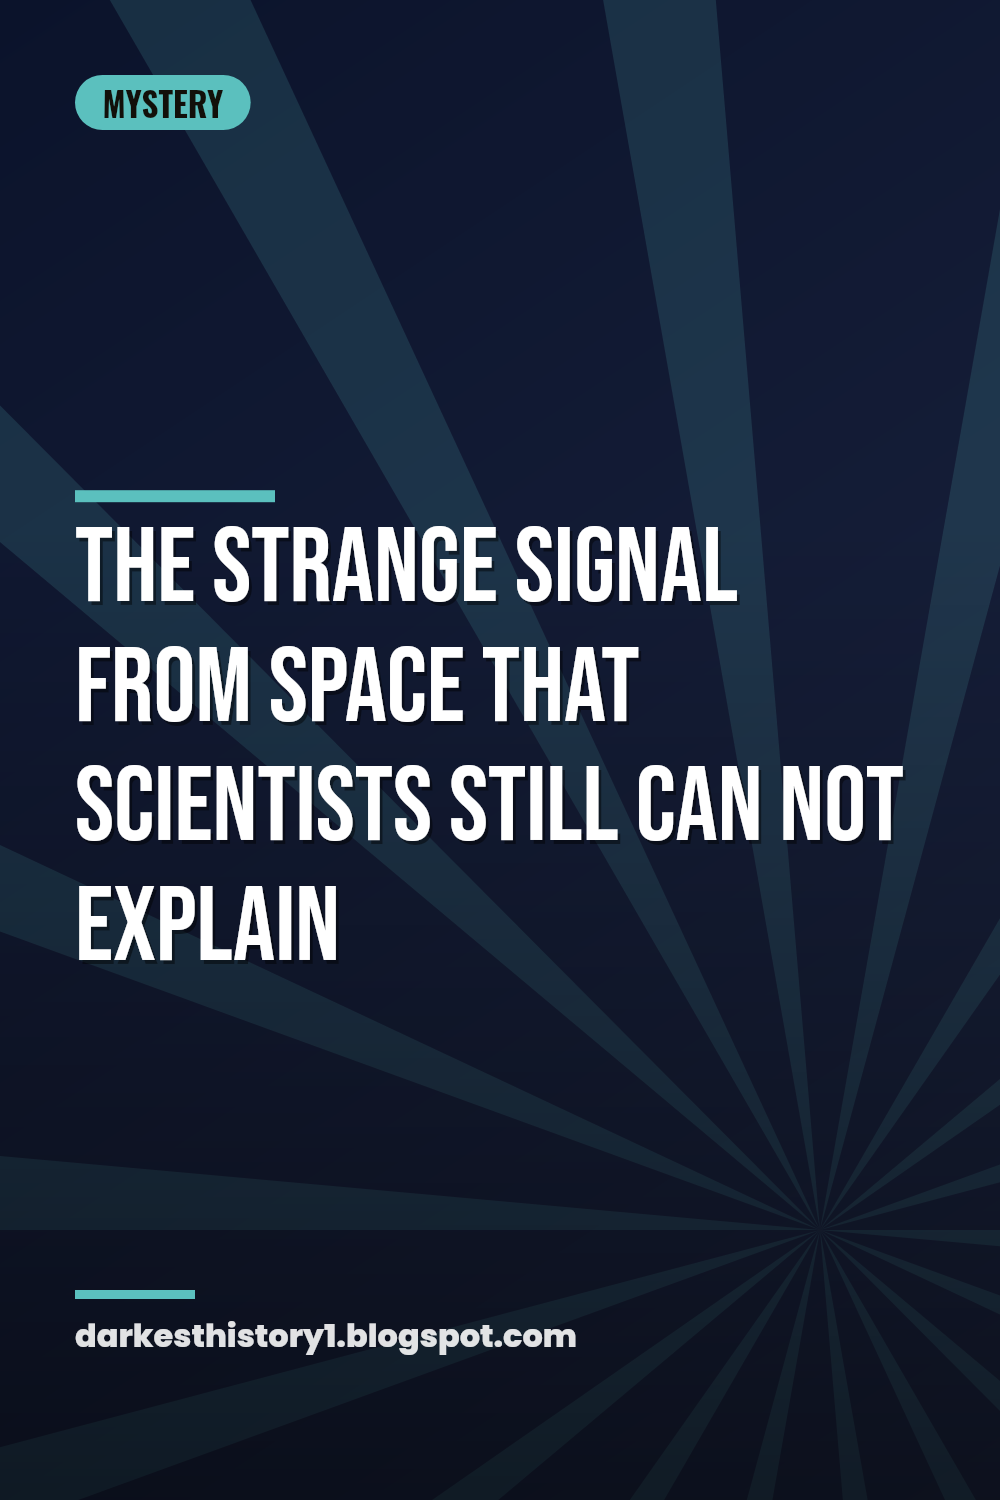 MYSTERY
THE STRANGE SIGNAL
FROM SPACE THAT
SCIENTISTS STILL CAN NOT
EXPLAIN
darkesthistory1.blogspot.com